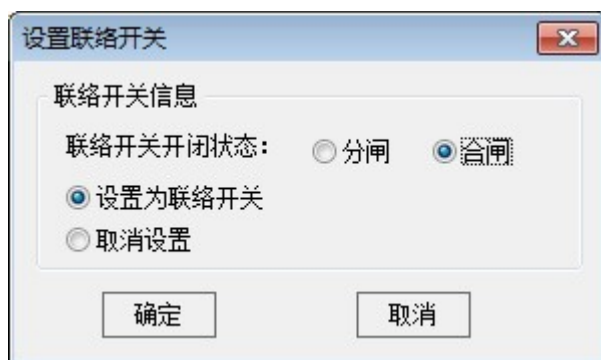 设置联络开关
联络开关信息
联络开关开闭状态： 分闸 合闸
设置为联络开关
取消设置
确定 取消